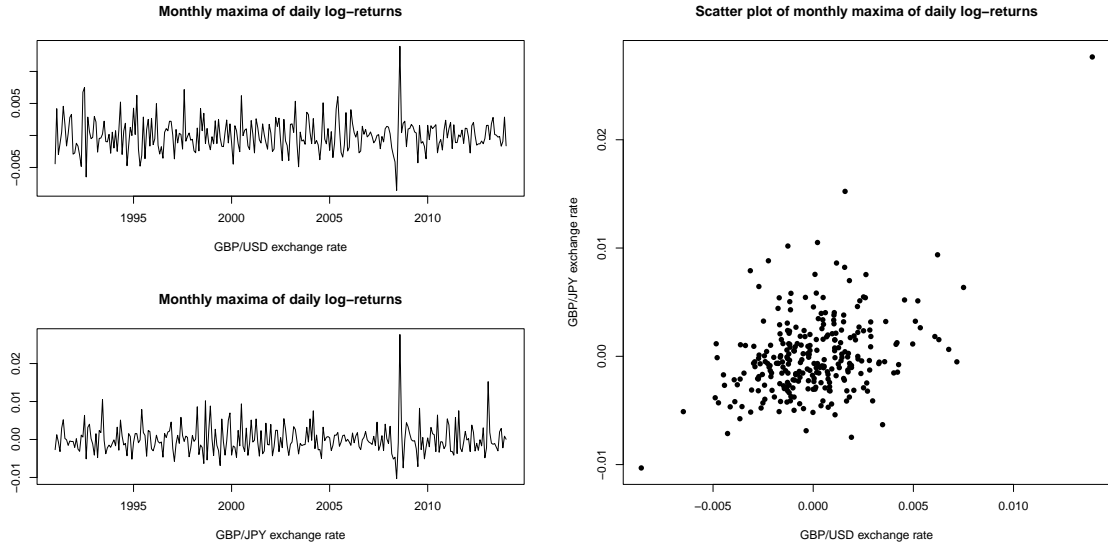 Monthly maxima of daily log−returns
0.005
−0.005
1995 2000 2005 2010
GBP/USD exchange rate
Monthly maxima of daily log−returns
0.02
0.01
0.00
−0.01
1995 2000 2005 2010
GBP/JPY exchange rate
Scatter plot of monthly maxima of daily log−returns
GBP/JPY exchange rate
0.02
0.01
0.00
−0.01
−0.005 0.000 0.005 0.010
GBP/USD exchange rate